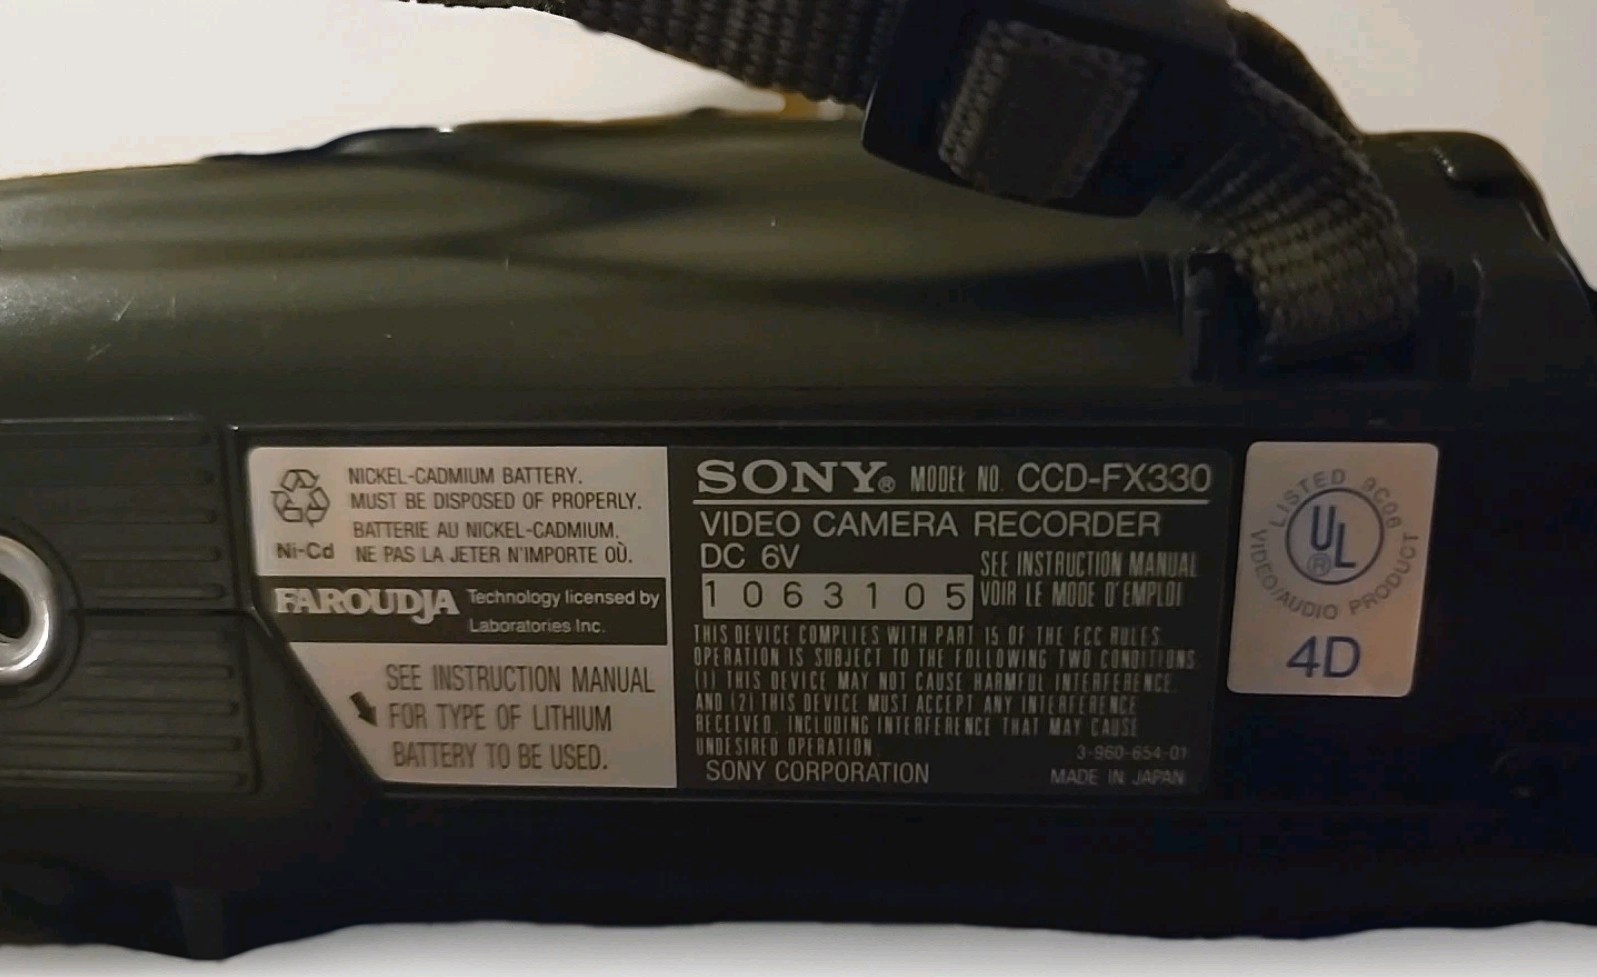 NICKEL-CADMIUM BATTERY.
MUST BE DISPOSED OF PROPERLY.
BATTERIE AU NICKEL-CADMIUM.
Ni-Cd NE PAS LA JETER N'IMPORTE OÙ.
FAROUDJA Technology licensed by
Laboratories Inc.
SEE INSTRUCTION MANUAL
FOR TYPE OF LITHIUM
BATTERY TO BE USED.
SONY® MODEL NO. CCD-FX330
VIDEO CAMERA RECORDER
DC 6V
SEE INSTRUCTION MANUAL
1063105 VOIR LE MODE D'EMPLOI
THIS DEVICE COMPLIES WITH PART 15 OF THE FCC RULES.
OPERATION IS SUBJECT TO THE FOLLOWING TWO CONDITIONS
(1) THIS DEVICE MAY NOT CAUSE HARMFUL INTERFERENCE.
AND (2) THIS DEVICE MUST ACCEPT ANY INTERFERENCE
RECEIVED, INCLUDING INTERFERENCE THAT MAY CAUSE
UNDESIRED OPERATION.
3-960-654-01
SONY CORPORATION
MADE IN JAPAN
LISTED 9C06
UL®
VIDEO/AUDIO PRODUCT
4D